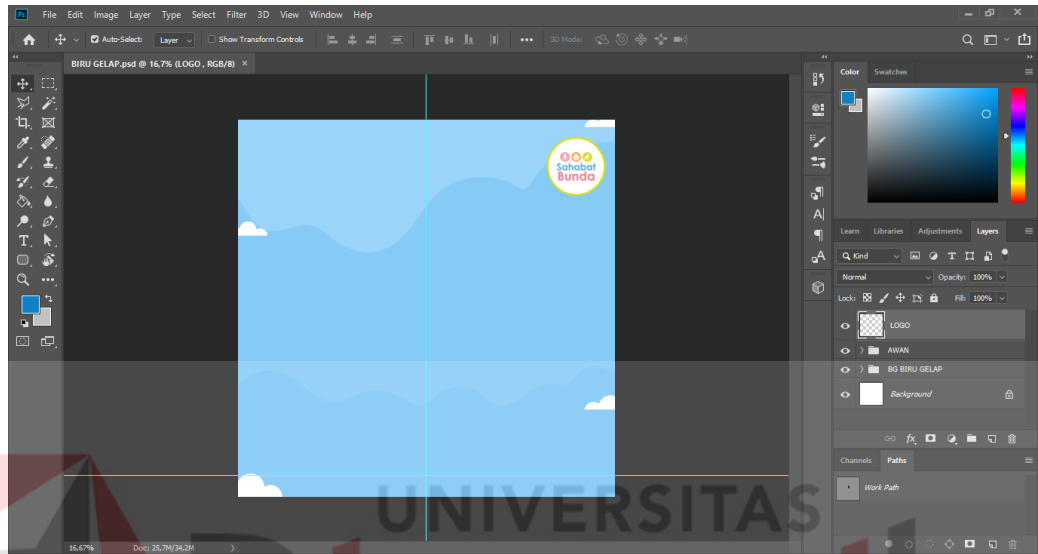 Ps File Edit Image Layer Type Select Filter 3D View Window Help
Auto-Select: Layer Show Transform Controls 3D Mode:
BIRU GELAP.psd @ 16,7% (LOGO , RGB/8) ×
Sahabat
Bunda
Color Swatches
Learn Libraries Adjustments Layers
Kind
Normal Opacity: 100%
Lock: Fill: 100%
LOGO
AWAN
BG BIRU GELAP
Background
Channels Paths
Work Path
UNIVERSITAS
16.67% Doc: 25,7M/34,2M